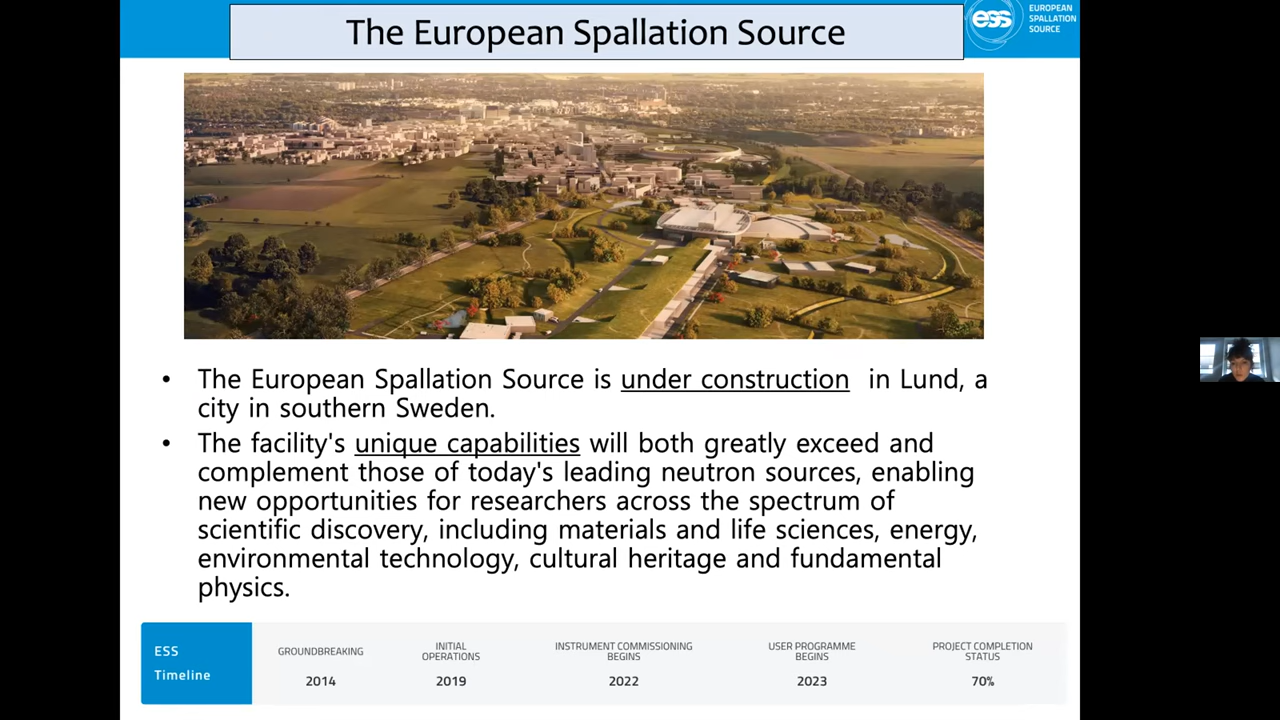 The European Spallation Source
ess
EUROPEAN
SPALLATION
SOURCE
• The European Spallation Source is under construction in Lund, a
city in southern Sweden.
• The facility's unique capabilities will both greatly exceed and
complement those of today's leading neutron sources, enabling
new opportunities for researchers across the spectrum of
scientific discovery, including materials and life sciences, energy,
environmental technology, cultural heritage and fundamental
physics.
ESS
Timeline
GROUNDBREAKING
2014
INITIAL
OPERATIONS
2019
INSTRUMENT COMMISSIONING
BEGINS
2022
USER PROGRAMME
BEGINS
2023
PROJECT COMPLETION
STATUS
70%